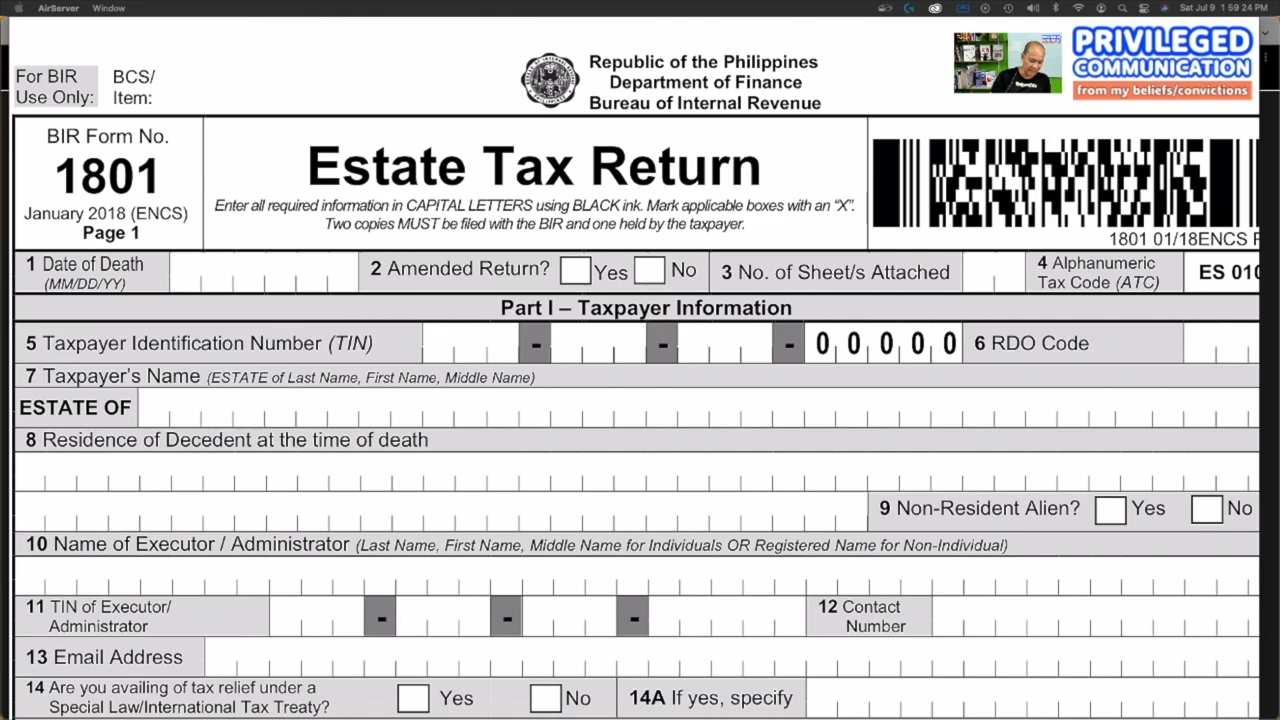 AirServer Window
Sat Jul 9 1:59:24 PM
PRIVILEGED
COMMUNICATION
from my beliefs/convictions
For BIR
Use Only:
BCS/
Item:
Republic of the Philippines
Department of Finance
Bureau of Internal Revenue
BIR Form No.
1801
January 2018 (ENCS)
Page 1
Estate Tax Return
Enter all required information in CAPITAL LETTERS using BLACK ink. Mark applicable boxes with an “X”.
Two copies MUST be filed with the BIR and one held by the taxpayer.
1801 01/18ENCS P
1 Date of Death
(MM/DD/YY)
2 Amended Return? Yes No
3 No. of Sheet/s Attached
4 Alphanumeric
Tax Code (ATC)
ES 010
Part I – Taxpayer Information
5 Taxpayer Identification Number (TIN) - - - 0 0 0 0 0 6 RDO Code
7 Taxpayer’s Name (ESTATE of Last Name, First Name, Middle Name)
ESTATE OF
8 Residence of Decedent at the time of death
9 Non-Resident Alien? Yes No
10 Name of Executor / Administrator (Last Name, First Name, Middle Name for Individuals OR Registered Name for Non-Individual)
11 TIN of Executor/
Administrator
- - -
12 Contact
Number
13 Email Address
14 Are you availing of tax relief under a
Special Law/International Tax Treaty?
Yes No
14A If yes, specify